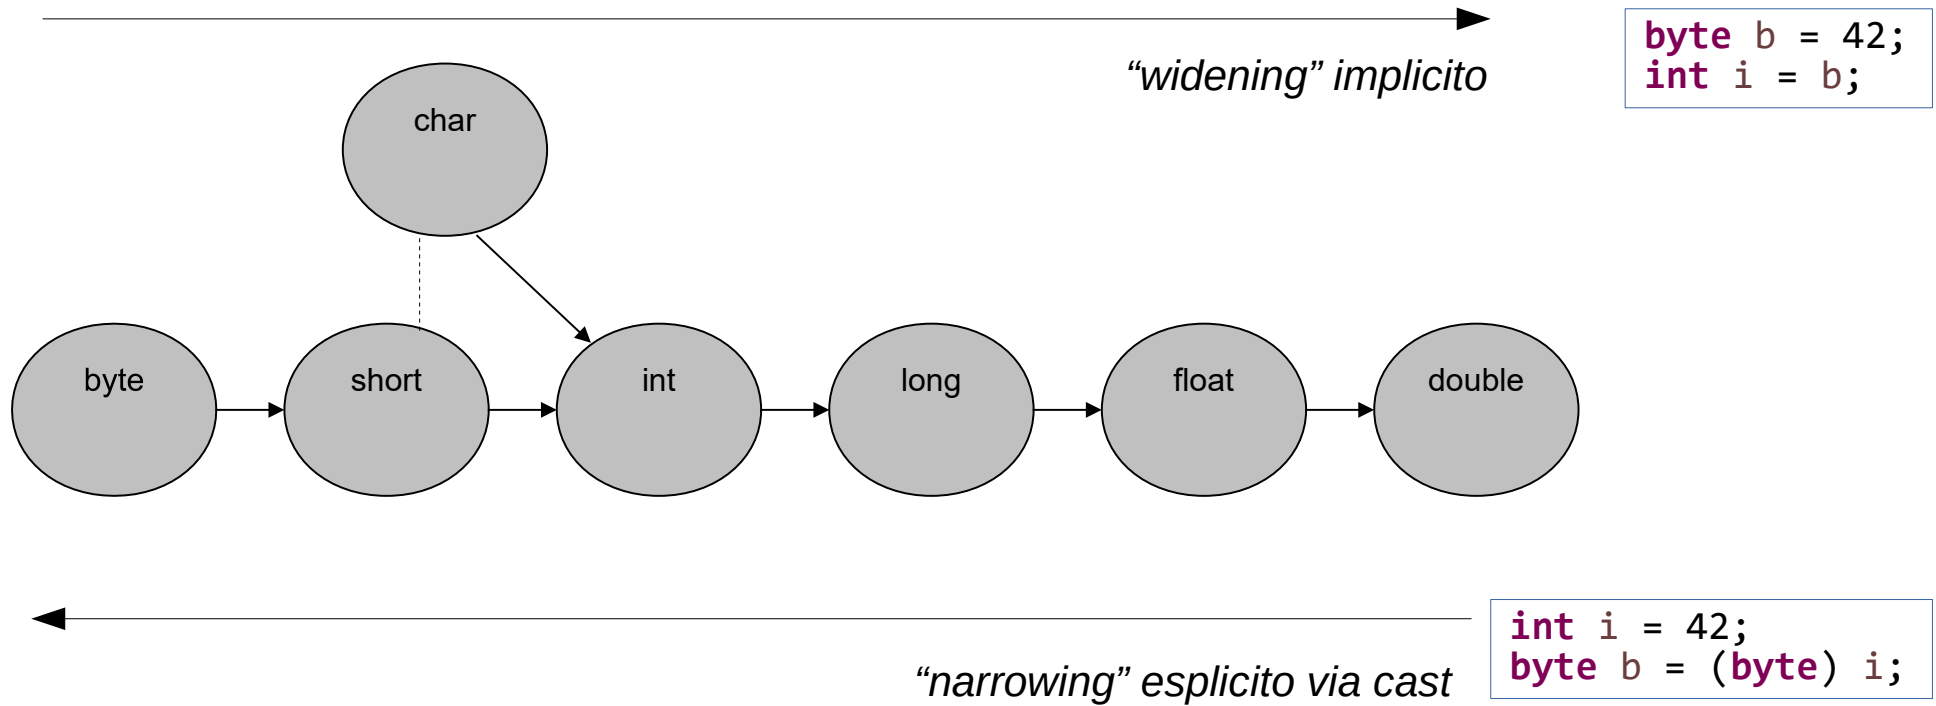 “widening” implicito
byte b = 42;
int i = b;
char
byte short int long float double
int i = 42;
byte b = (byte) i;
“narrowing” esplicito via cast